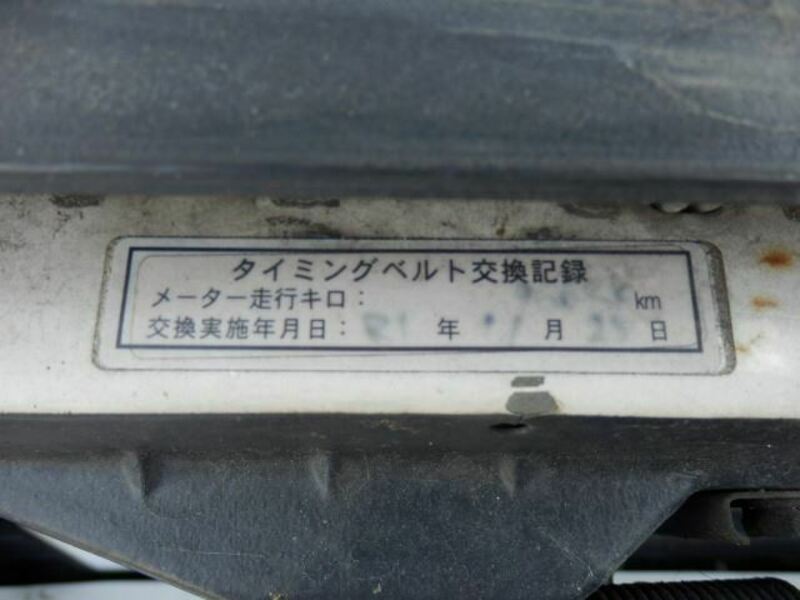 タイミングベルト交換記録
メーター走行キロ: km
交換実施年月日: 21 年 月 日